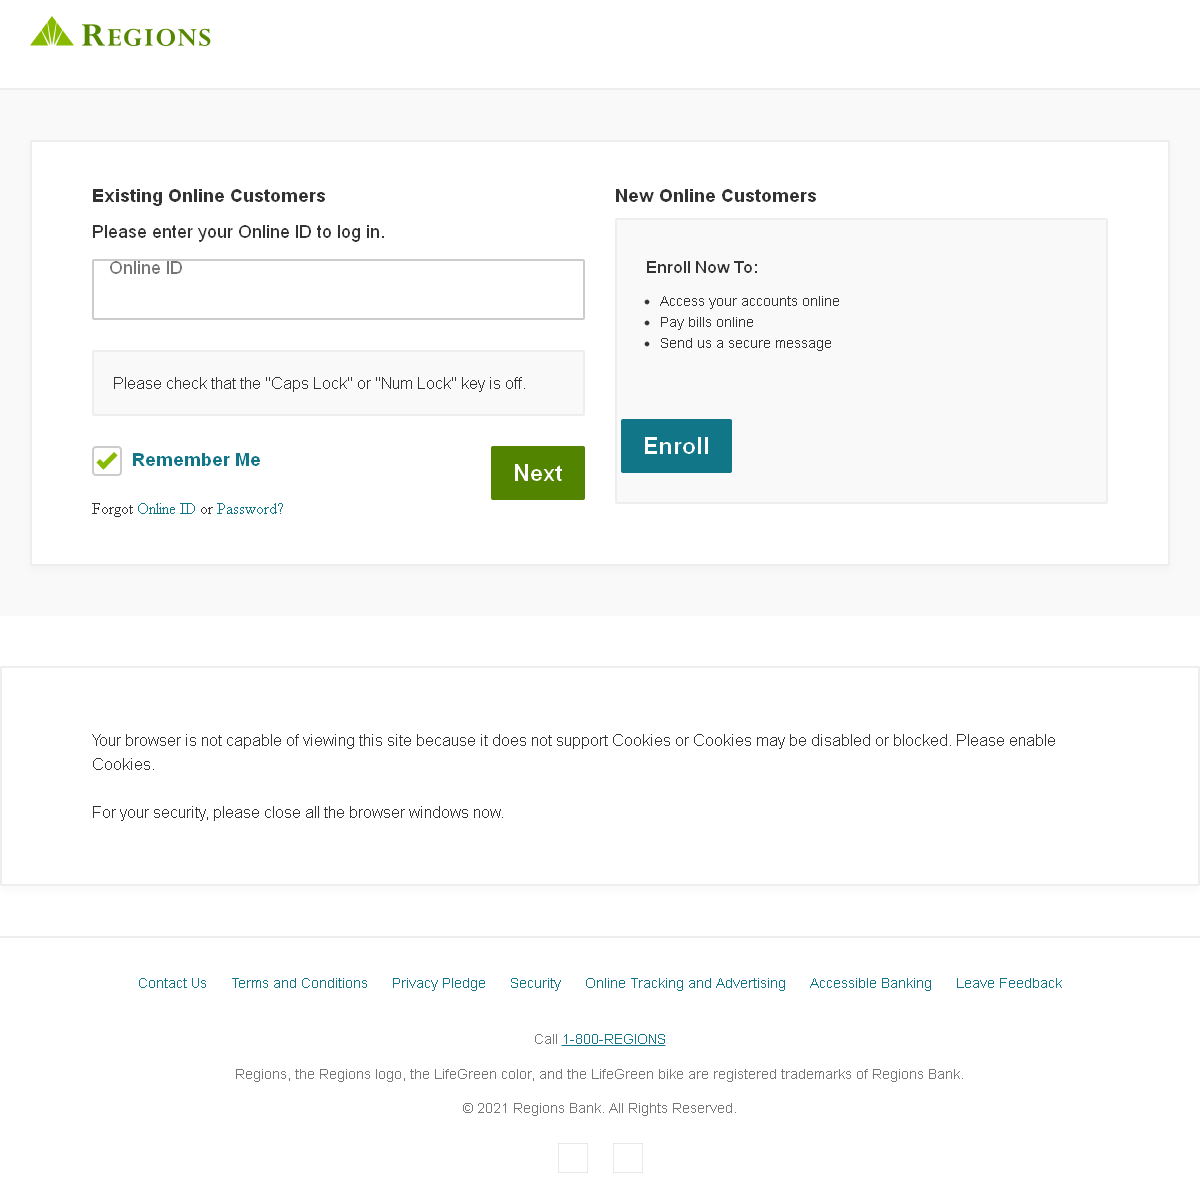 REGIONS
Existing Online Customers
Please enter your Online ID to log in.
Online ID
Please check that the "Caps Lock" or "Num Lock" key is off.
Remember Me
Next
Forgot Online ID or Password?
New Online Customers
Enroll Now To:
Access your accounts online
Pay bills online
Send us a secure message
Enroll
Your browser is not capable of viewing this site because it does not support Cookies or Cookies may be disabled or blocked. Please enable
Cookies.
For your security, please close all the browser windows now.
Contact Us Terms and Conditions Privacy Pledge Security Online Tracking and Advertising Accessible Banking Leave Feedback
Call 1-800-REGIONS
Regions, the Regions logo, the LifeGreen color, and the LifeGreen bike are registered trademarks of Regions Bank.
© 2021 Regions Bank. All Rights Reserved.